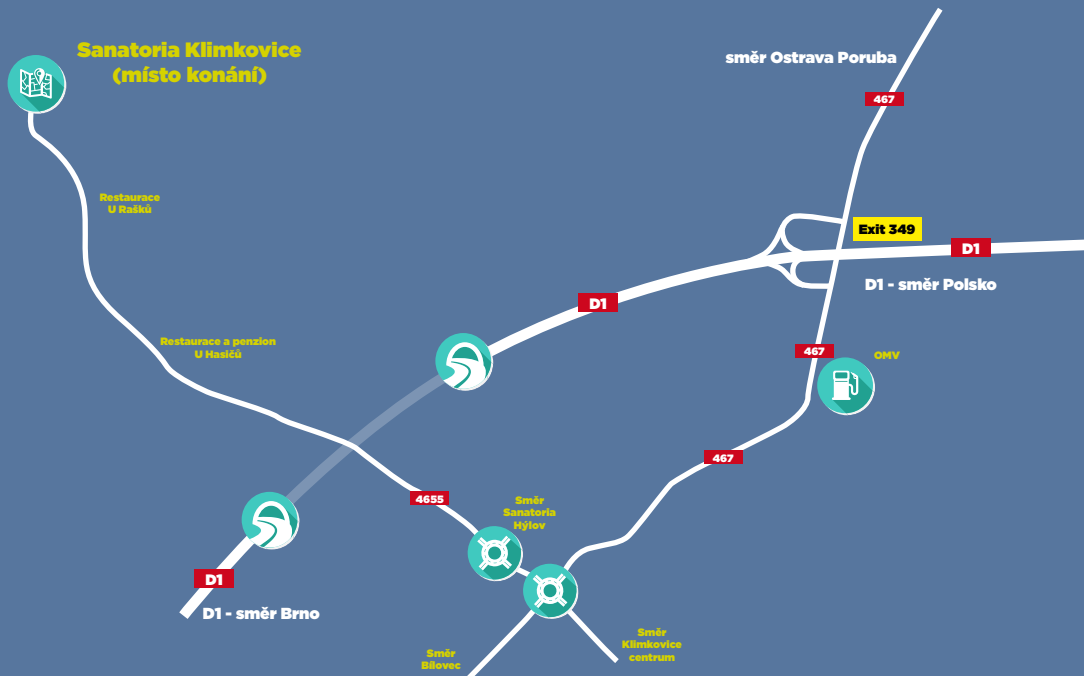 Sanatoria Klimkovice
(místo konání)
směr Ostrava Poruba
467
Restaurace
U Rašků
Exit 349
D1
D1 - směr Polsko
D1
Restaurace a penzion
U Hasičů
467
OMV
467
4655
Směr
Sanatoria
Hýlov
D1
D1 - směr Brno
Směr
Klimkovice
centrum
Směr
Bílovec